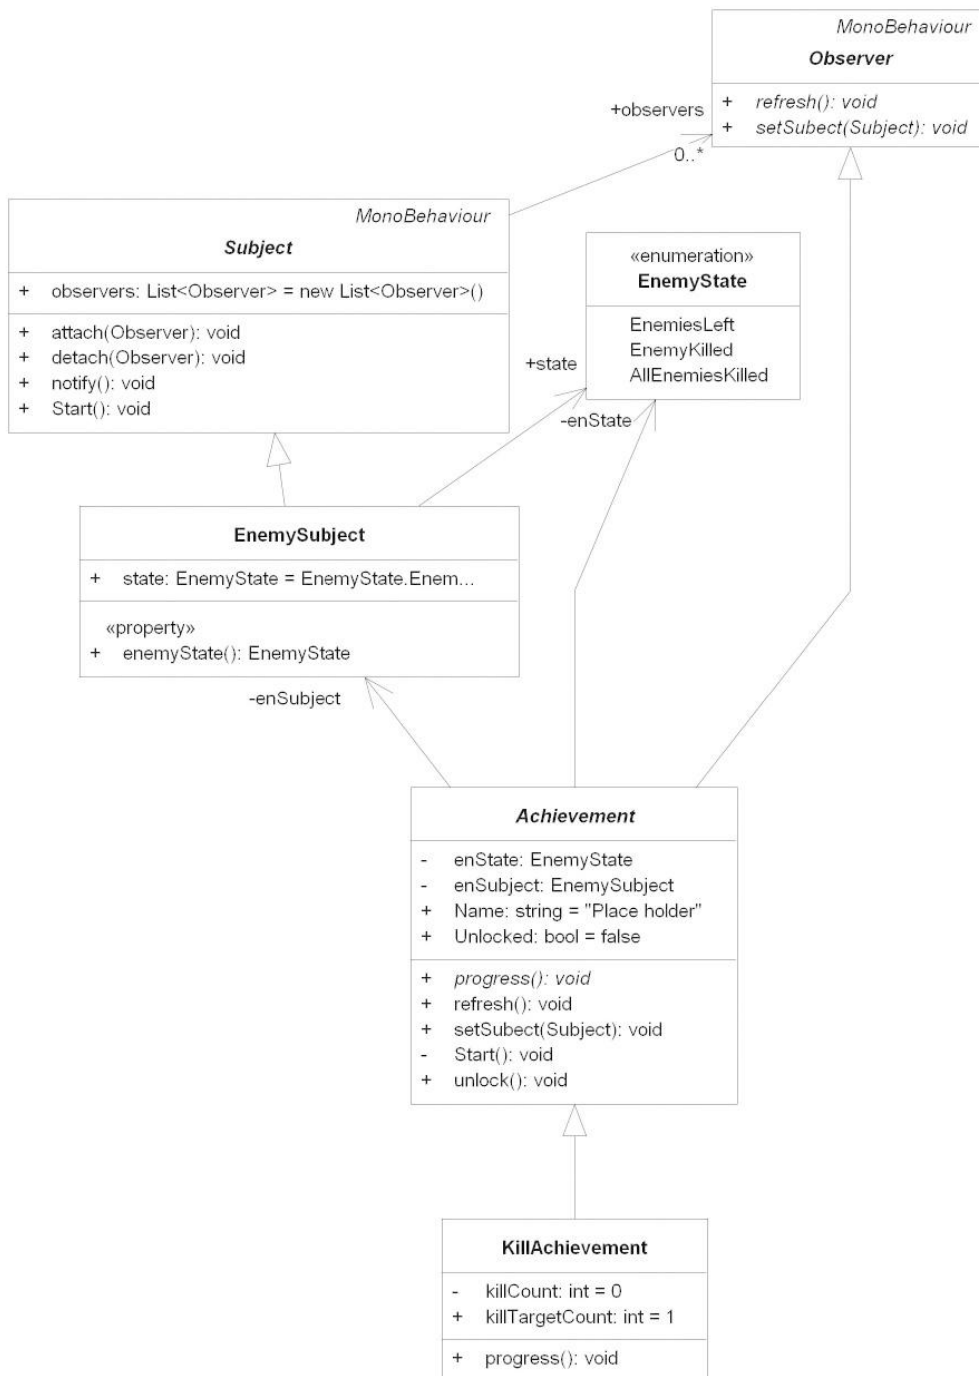 MonoBehaviour
Observer
+ refresh(): void
+ setSubect(Subject): void
+observers
0..*
MonoBehaviour
Subject
+ observers: List<Observer> = new List<Observer>()
+ attach(Observer): void
+ detach(Observer): void
+ notify(): void
+ Start(): void
«enumeration»
EnemyState
EnemiesLeft
EnemyKilled
AllEnemiesKilled
+state
-enState
EnemySubject
+ state: EnemyState = EnemyState.Enem...
«property»
+ enemyState(): EnemyState
-enSubject
Achievement
- enState: EnemyState
- enSubject: EnemySubject
+ Name: string = "Place holder"
+ Unlocked: bool = false
+ progress(): void
+ refresh(): void
+ setSubect(Subject): void
- Start(): void
+ unlock(): void
KillAchievement
- killCount: int = 0
+ killTargetCount: int = 1
+ progress(): void